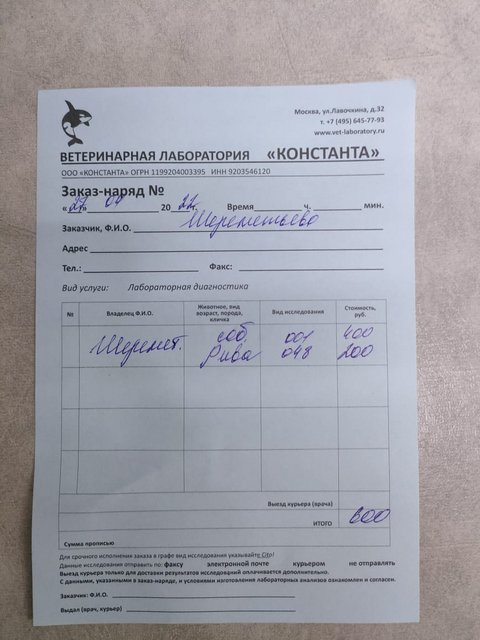 Москва, ул.Лавочкина, д.32
т. +7 (495) 645-77-93
www.vet-laboratory.ru
ВЕТЕРИНАРНАЯ ЛАБОРАТОРИЯ «КОНСТАНТА»
ООО «КОНСТАНТА» ОГРН 1199204003395 ИНН 9203546120
Заказ-наряд №
«27» 04 2022г. Время ч. мин.
Заказчик, Ф.И.О. Шереметьево
Адрес
Тел.: Факс:
Вид услуги: Лабораторная диагностика
№ Владелец Ф.И.О. Животное, вид возраст, порода, кличка Вид исследования Стоимость, руб.
Шеремет. соб. 001 400
Рива 048 200
Выезд курьера (врача)
ИТОГО 600
Сумма прописью
Для срочного исполнения заказа в графе вид исследования указывайте Cito!
Данные исследования отправить по: факсу электронной почте курьером не отправлять
Выезд курьера только для доставки результатов исследований оплачивается дополнительно.
С данными, указанными в заказ-наряде, и условиями изготовления лабораторных анализов ознакомлен и согласен.
Заказчик: Ф.И.О.
Выдал (врач, курьер)